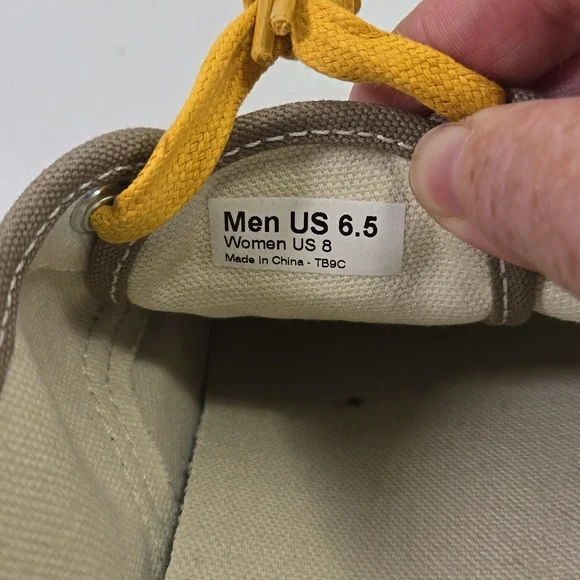 Men US 6.5
Women US 8
Made in China - TB9C